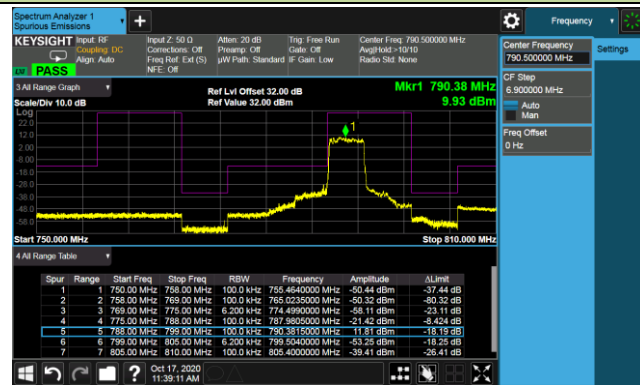 Spectrum Analyzer 1
Spurious Emissions
Frequency
KEYSIGHT
Input: RF
Coupling: DC
Align: Auto
Input Z: 50 Ω
Corrections: Off
Freq Ref: Ext (S)
NFE: Off
Atten: 20 dB
Preamp: Off
µW Path: Standard
Trig: Free Run
Gate: Off
IF Gain: Low
Center Freq: 790.500000 MHz
Avg|Hold:>10/10
Radio Std: None
PASS
Center Frequency
790.500000 MHz
Settings
CF Step
6.900000 MHz
Auto
Man
Freq Offset
0 Hz
3 All Range Graph
Scale/Div 10.0 dB
Ref Lvl Offset 32.00 dB
Ref Value 32.00 dBm
Mkr1 790.38 MHz
9.93 dBm
Log
22.0
12.0
2.00
-8.00
-18.0
-28.0
-38.0
-48.0
-58.0
1
Start 750.000 MHz
Stop 810.000 MHz
4 All Range Table
Spur Range Start Freq Stop Freq RBW Frequency Amplitude ΔLimit
1 1 750.00 MHz 758.00 MHz 100.0 kHz 755.4640000 MHz -50.44 dBm -37.44 dB
2 2 758.00 MHz 769.00 MHz 100.0 kHz 765.0235000 MHz -50.32 dBm -80.32 dB
3 3 769.00 MHz 775.00 MHz 6.200 kHz 774.4990000 MHz -58.11 dBm -23.11 dB
4 4 775.00 MHz 788.00 MHz 100.0 kHz 787.9805000 MHz -21.42 dBm -8.424 dB
5 5 788.00 MHz 799.00 MHz 100.0 kHz 790.3815000 MHz 11.81 dBm -18.19 dB
6 6 799.00 MHz 805.00 MHz 6.200 kHz 799.5040000 MHz -53.25 dBm -18.25 dB
7 7 805.00 MHz 810.00 MHz 100.0 kHz 805.4000000 MHz -39.41 dBm -26.41 dB
?
Oct 17, 2020
11:39:11 AM